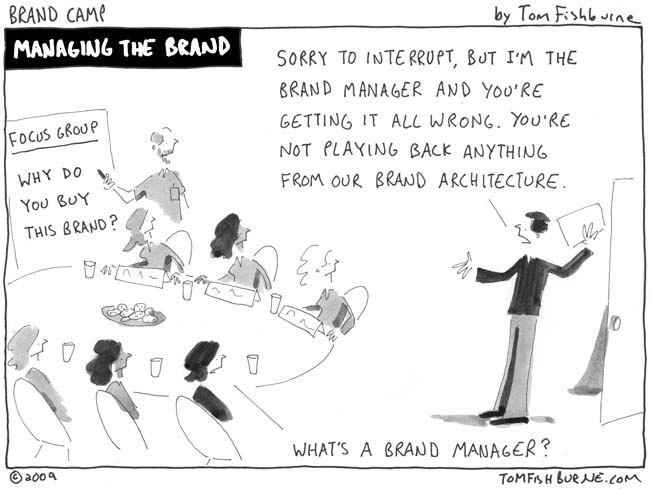 BRAND CAMP
by Tom Fishburne
MANAGING THE BRAND
SORRY TO INTERRUPT, BUT I'M THE
BRAND MANAGER AND YOU'RE
GETTING IT ALL WRONG. YOU'RE
NOT PLAYING BACK ANYTHING
FROM OUR BRAND ARCHITECTURE.
FOCUS GROUP
WHY DO
YOU BUY
THIS BRAND?
WHAT'S A BRAND MANAGER?
©2009
TOMFISHBURNE.COM